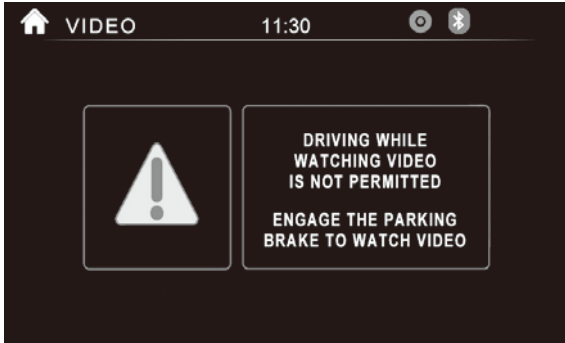 VIDEO 11:30
DRIVING WHILE
WATCHING VIDEO
IS NOT PERMITTED
ENGAGE THE PARKING
BRAKE TO WATCH VIDEO